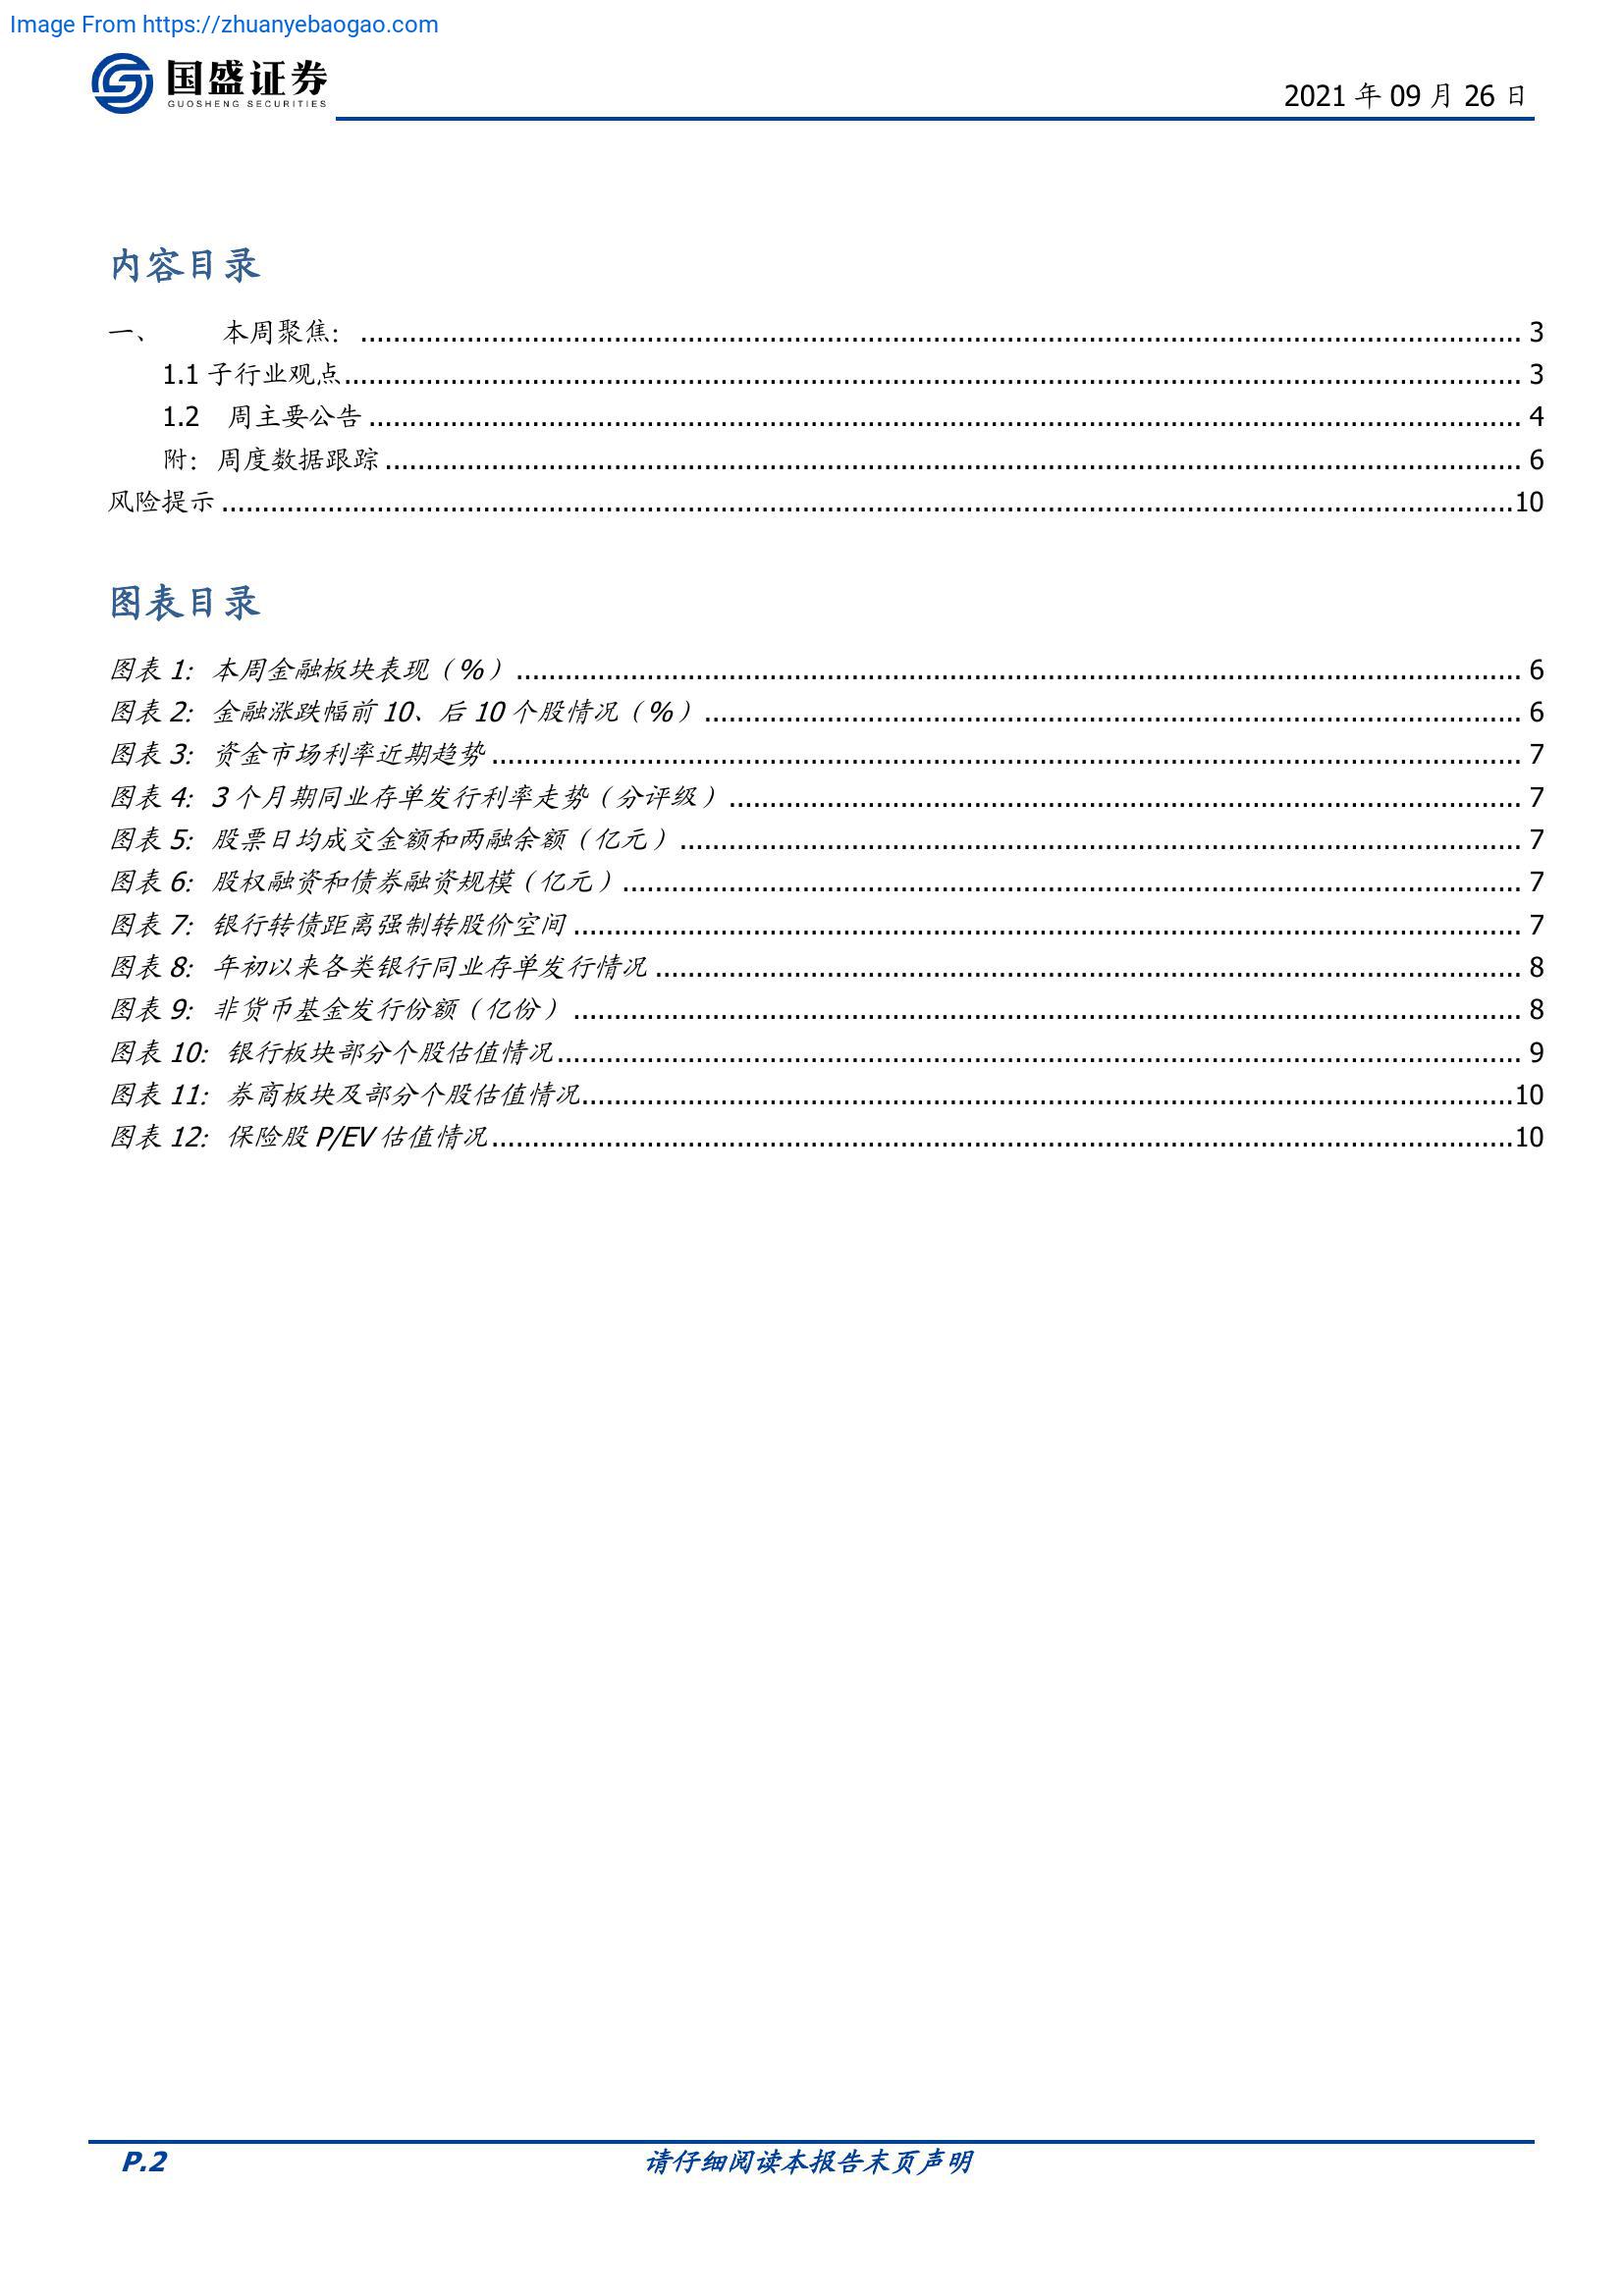 Image From https://zhuanyebaogao.com
国盛证券
GUOSHENG SECURITIES
2021 年 09 月 26 日
内容目录
一、 本周聚焦： 3
1.1 子行业观点 3
1.2 周主要公告 4
附：周度数据跟踪 6
风险提示 10
图表目录
图表 1：本周金融板块表现（%） 6
图表 2：金融涨跌幅前 10、后 10 个股情况（%） 6
图表 3：资金市场利率近期趋势 7
图表 4：3 个月期同业存单发行利率走势（分评级） 7
图表 5：股票日均成交金额和两融余额（亿元） 7
图表 6：股权融资和债券融资规模（亿元） 7
图表 7：银行转债距离强制转股价空间 7
图表 8：年初以来各类银行同业存单发行情况 8
图表 9：非货币基金发行份额（亿份） 8
图表 10：银行板块部分个股估值情况 9
图表 11：券商板块及部分个股估值情况 10
图表 12：保险股 P/EV 估值情况 10
P.2 请仔细阅读本报告末页声明